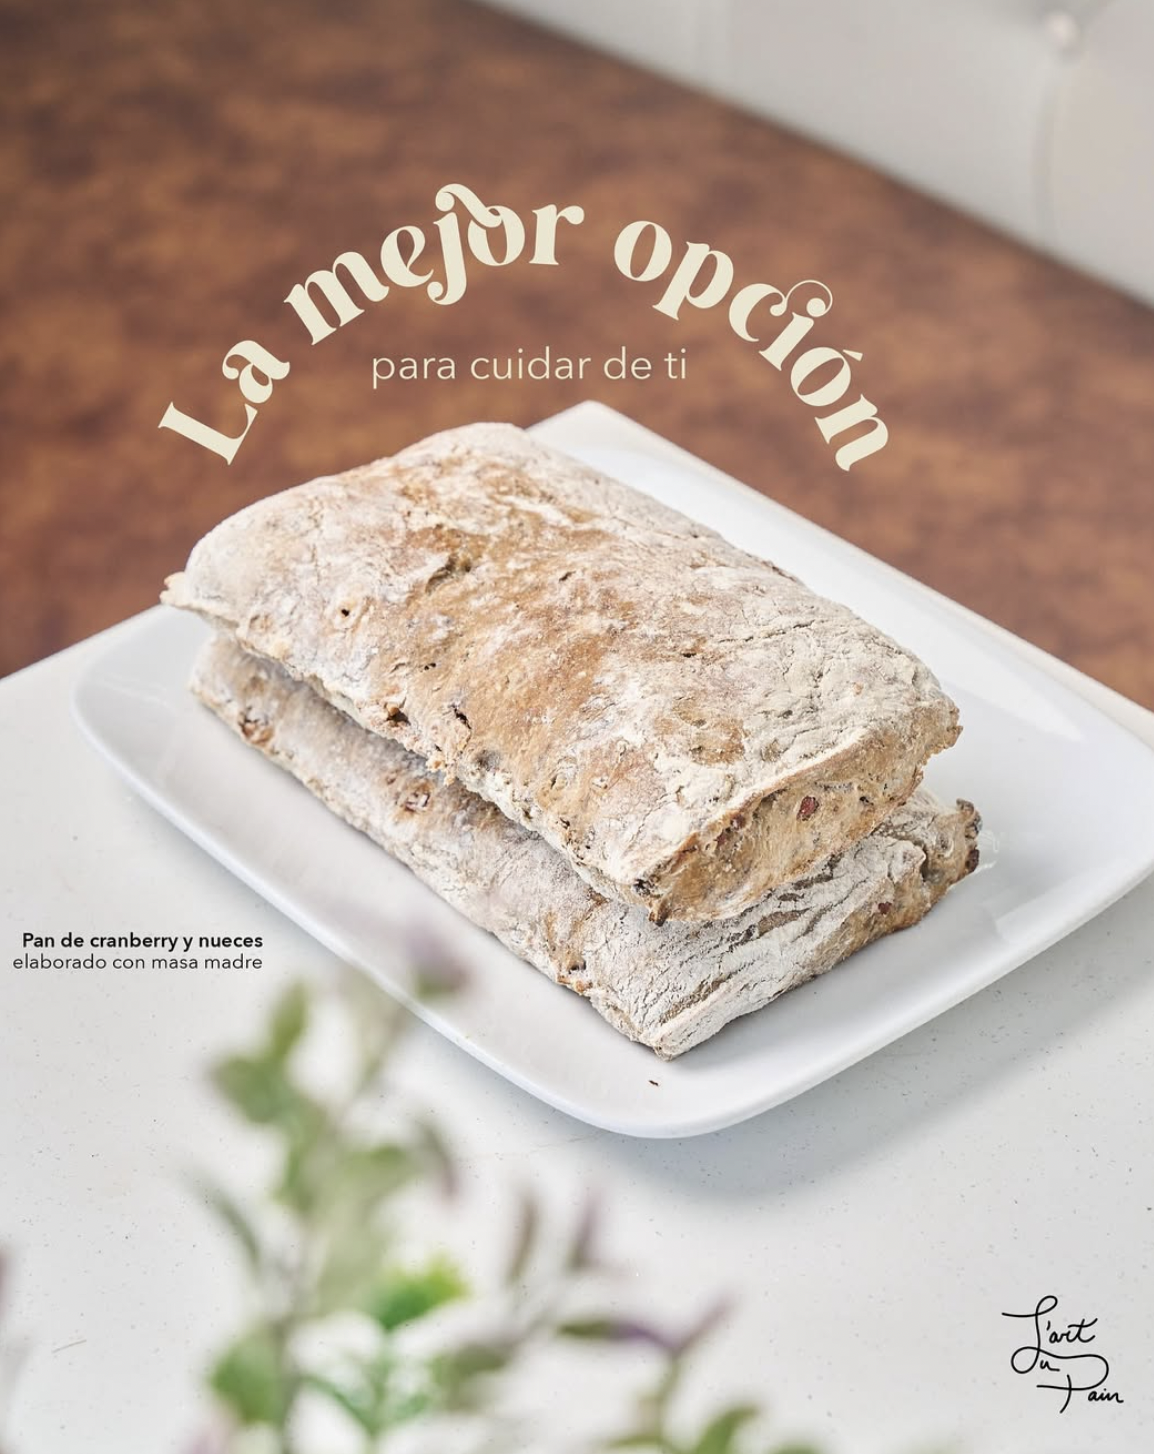 La mejor opción
para cuidar de ti
Pan de cranberry y nueces
elaborado con masa madre
L'art
du
Pain